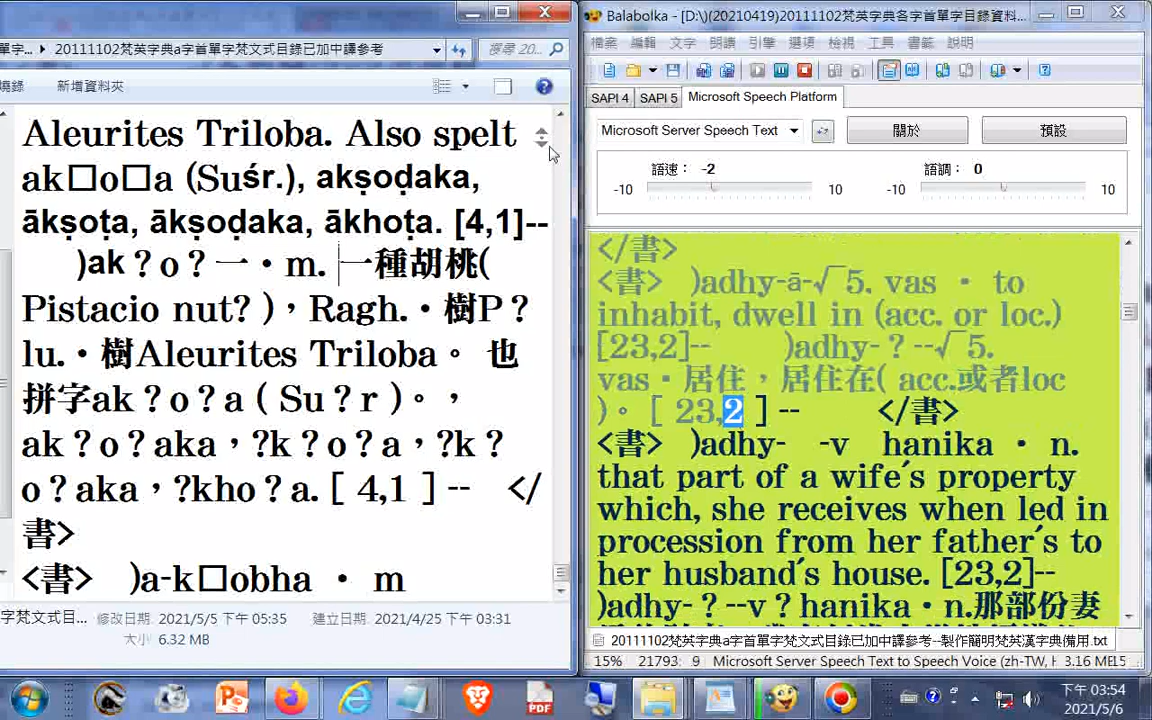 單字... ▸ 20111102梵英字典a字首單字梵文式目錄已加中譯參考
搜尋 20...
燒錄 新增資料夾
Aleurites Triloba. Also spelt
ak□o□a (Suśr.), akṣoḍaka,
ākṣoṭa, ākṣoḍaka, ākhoṭa. [4,1]--
)ak？o？一・m. 一種胡桃(
Pistacio nut? )，Ragh.・樹P？
lu.・樹Aleurites Triloba。 也
拼字ak？o？a ( Su？r )。，
ak？o？aka，?k？o？a，?k？
o？aka，?kho？a. [ 4,1 ] -- </
書>
<書> )a-k□obha ・ m
字梵文式目... 修改日期: 2021/5/5 下午 05:35 建立日期: 2021/4/25 下午 03:31
大小: 6.32 MB
Balabolka - [D:\)(20210419)20111102梵英字典各字首單字目錄資料...
檔案 編輯 文字 朗讀 引擎 選項 檢視 工具 書籤 說明
SAPI 4 SAPI 5 Microsoft Speech Platform
Microsoft Server Speech Text 關於 預設
語速： -2 語調： 0
-10 10 -10 10
</書>
<書> )adhy-ā-√5. vas ・ to
inhabit, dwell in (acc. or loc.)
[23,2]-- )adhy-？--√5.
vas・居住，居住在( acc.或者loc
)。 [ 23,2 ] -- </書>
<書> )adhy- -v hanika ・ n.
that part of a wife's property
which, she receives when led in
procession from her father's to
her husband's house. [23,2]--
)adhy-？--v？hanika・n.那部份妻
20111102梵英字典a字首單字梵文式目錄已加中譯參考--製作簡明梵英漢字典備用.txt
15% 21793: 9 Microsoft Server Speech Text to Speech Voice (zh-TW, H 3.16 MB
下午 03:54
2021/5/6